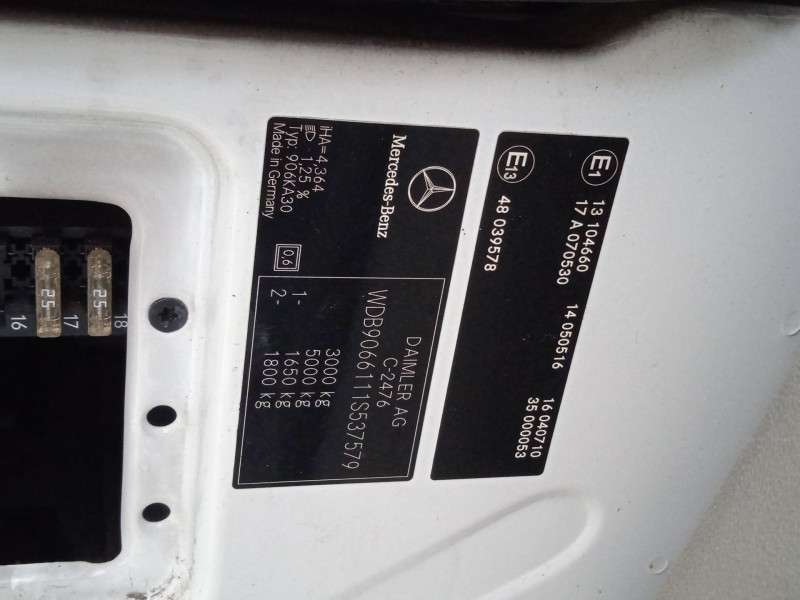 E1
13 104660
17 A 070530
14 050516
16 040710
35 000053
E13
48 039578
Mercedes-Benz
iHA=4,364
1,25 %
Typ: 906KA30
Made in Germany
0,6
DAIMLER AG
C-2476
WDB9066111S537579
3000 kg
5000 kg
1- 1650 kg
2- 1800 kg
16
25
17
25
18